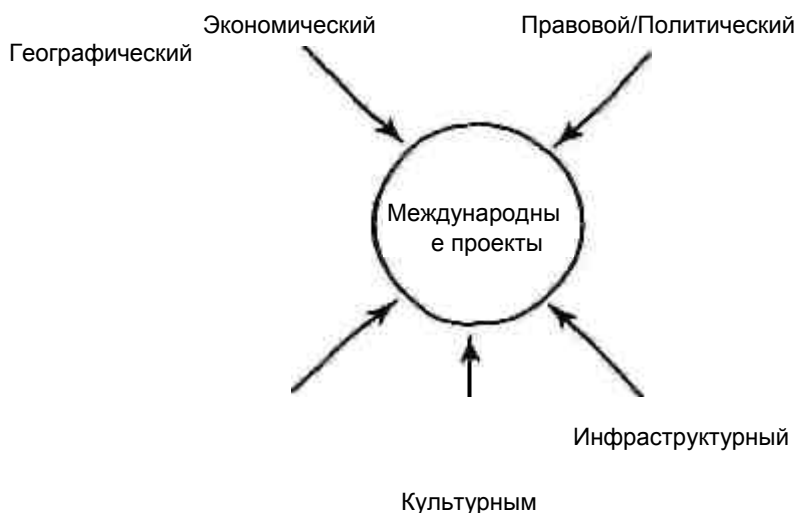 Экономический
Правовой/Политический
Географический
Международны
е проекты
Инфраструктурный
Культурным